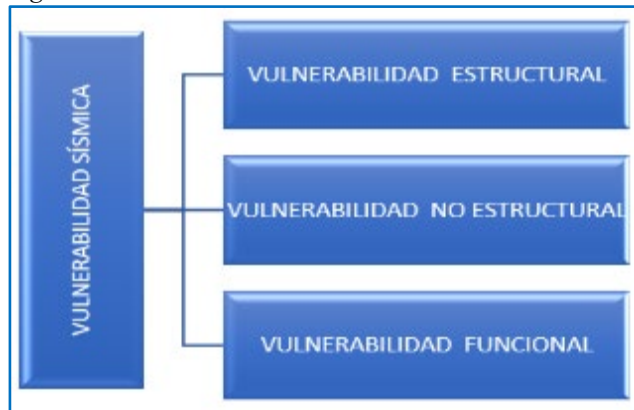 VULNERABILIDAD SÍSMICA
VULNERABILIDAD ESTRUCTURAL
VULNERABILIDAD NO ESTRUCTURAL
VULNERABILIDAD FUNCIONAL